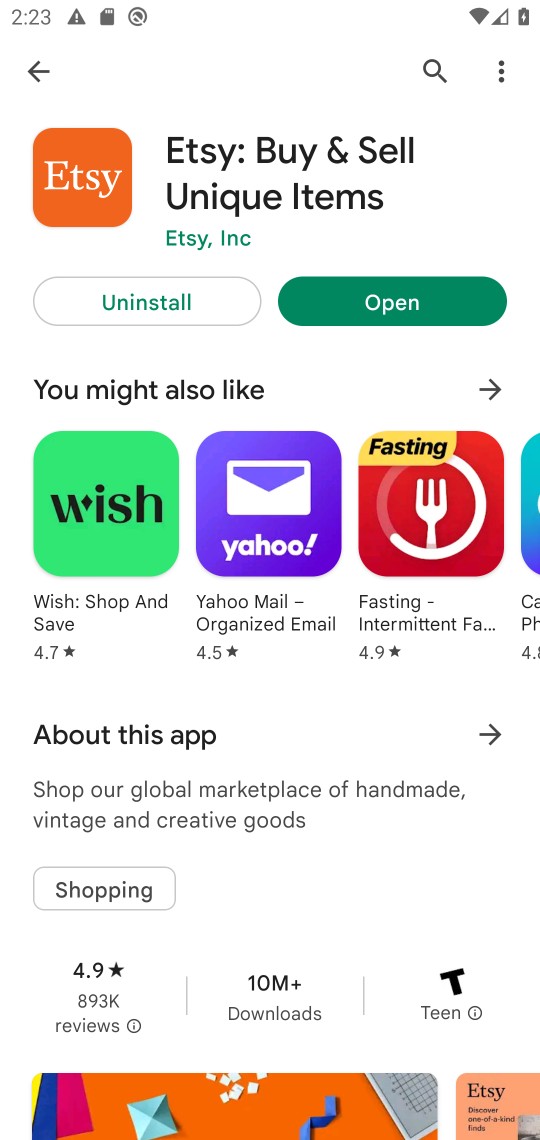 2:23
Etsy
Etsy: Buy & Sell
Unique Items
Etsy, Inc
Uninstall
Open
You might also like
wish
yahoo!
Fasting
Wish: Shop And
Save
4.7★
Yahoo Mail –
Organized Email
4.5★
Fasting -
Intermittent Fa...
4.9★
Ca
Ph
4.8
About this app
Shop our global marketplace of handmade,
vintage and creative goods
Shopping
4.9★
893K
reviews
10M+
Downloads
T
Teen
Etsy
Discover
one-of-a-kind
finds